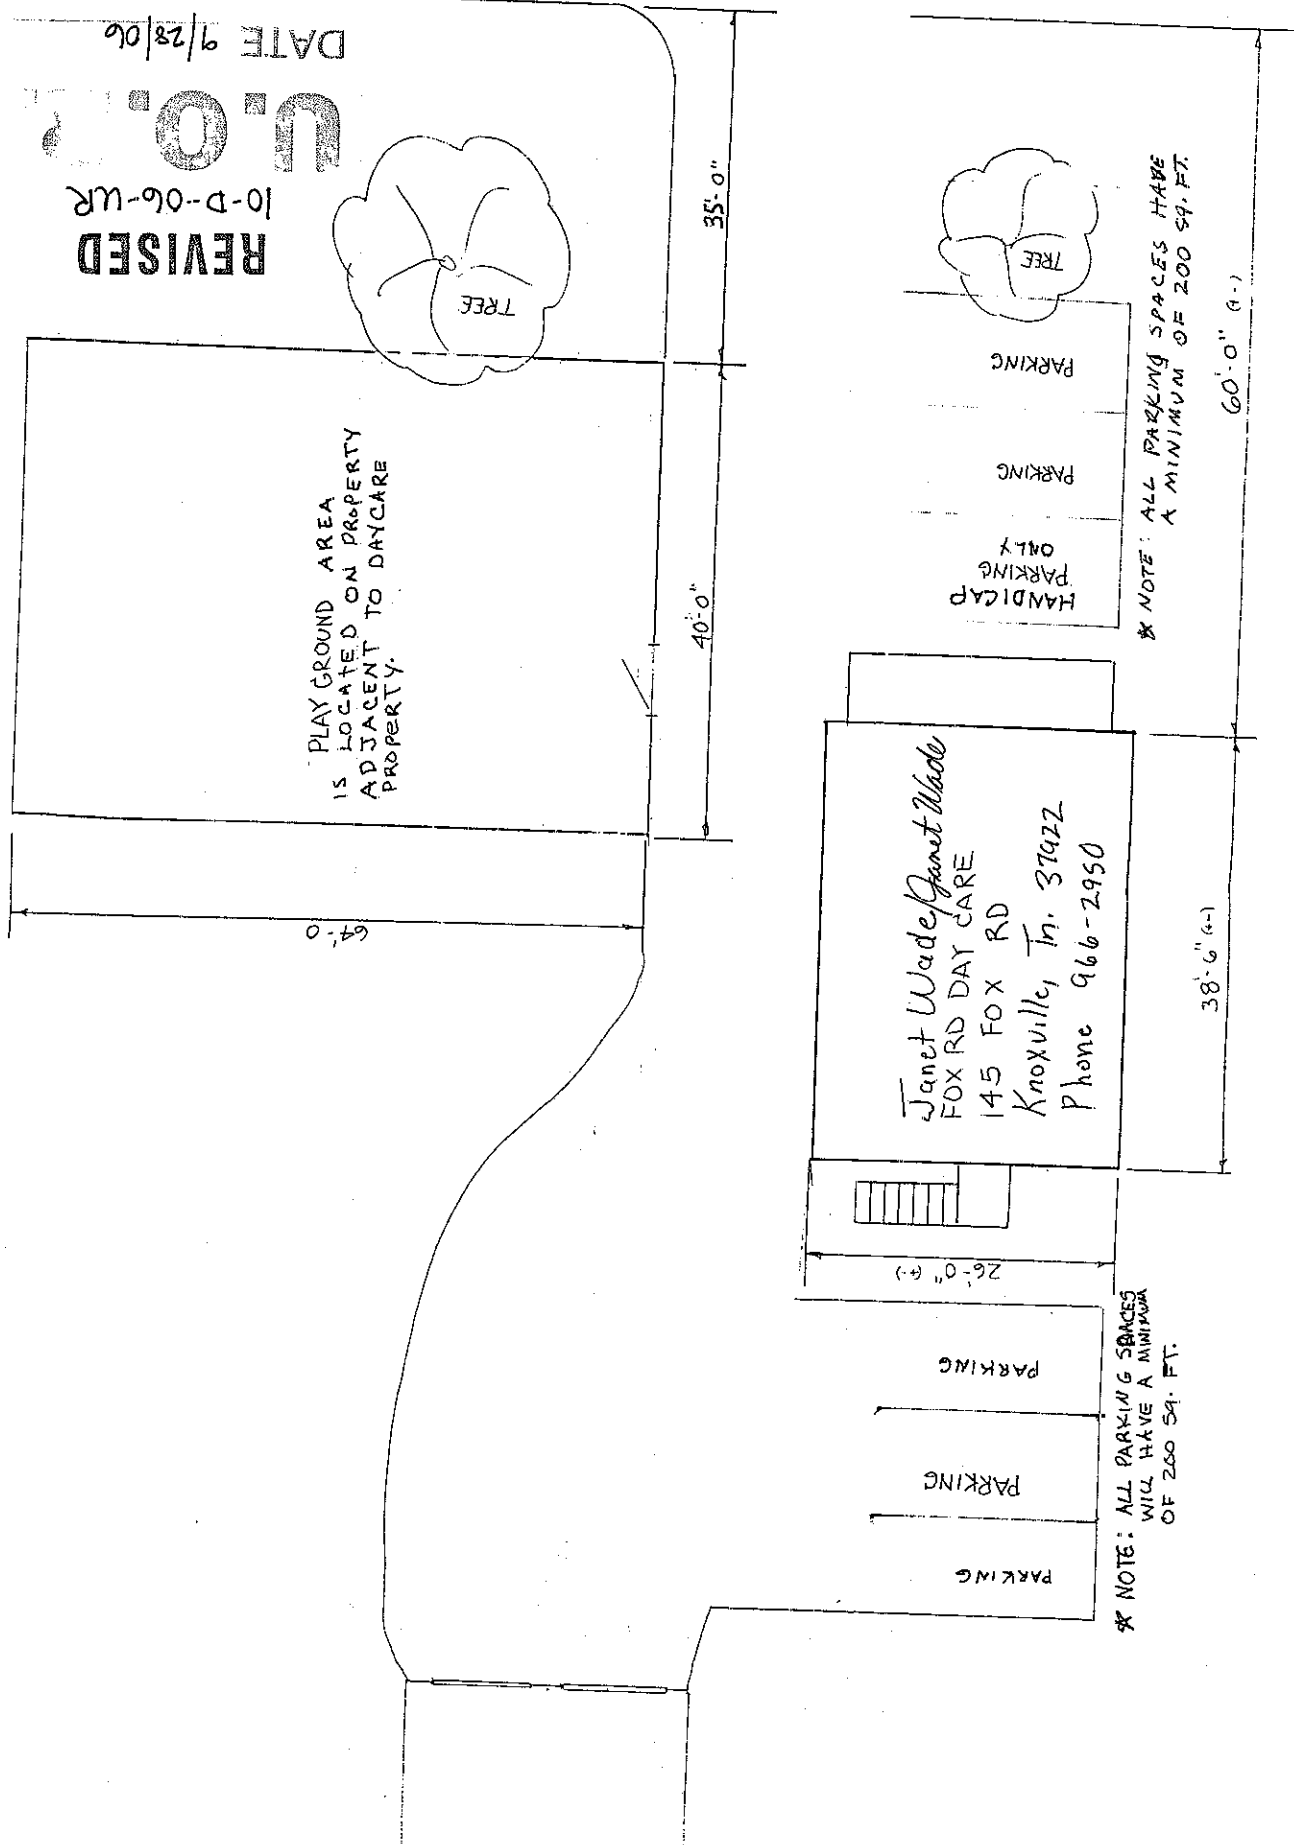 REVISED
10-D-06-UR
U.O.
DATE 9/28/06
TREE
35'-0"
PLAY GROUND AREA
IS LOCATED ON PROPERTY
ADJACENT TO DAYCARE
PROPERTY.
40'-0"
64'-0
TREE
PARKING
PARKING
HANDICAP
PARKING
ONLY
* NOTE: ALL PARKING SPACES HAVE
A MINIMUM OF 200 SQ. FT.
60'-0" (+-)
Janet Wade/Janet Wade
FOX RD DAY CARE
145 FOX RD
Knoxville, Tn. 37922
Phone 966-2950
38'-6" (+-)
26'-0" (+-)
PARKING
PARKING
PARKING
* NOTE: ALL PARKING SPACES
WILL HAVE A MINIMUM
OF 200 SQ. FT.